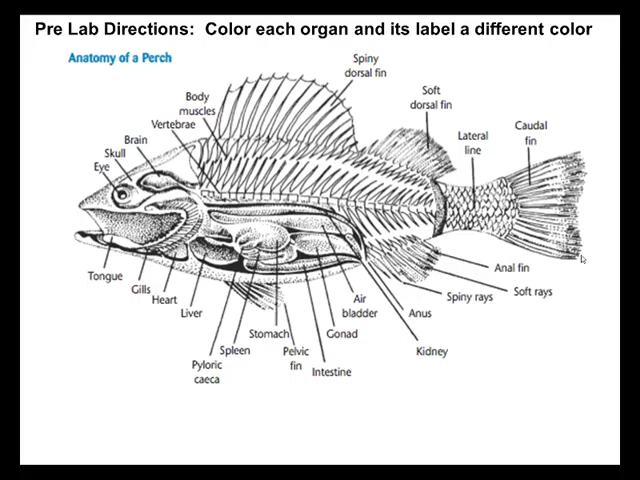 Pre Lab Directions: Color each organ and its label a different color
Anatomy of a Perch
Spiny
dorsal fin
Soft
dorsal fin
Body
muscles
Vertebrae
Lateral
line
Caudal
fin
Brain
Skull
Eye
Tongue
Gills
Heart
Liver
Pyloric
caeca
Spleen
Stomach
Pelvic
fin
Intestine
Gonad
Air
bladder
Anus
Kidney
Spiny rays
Soft rays
Anal fin